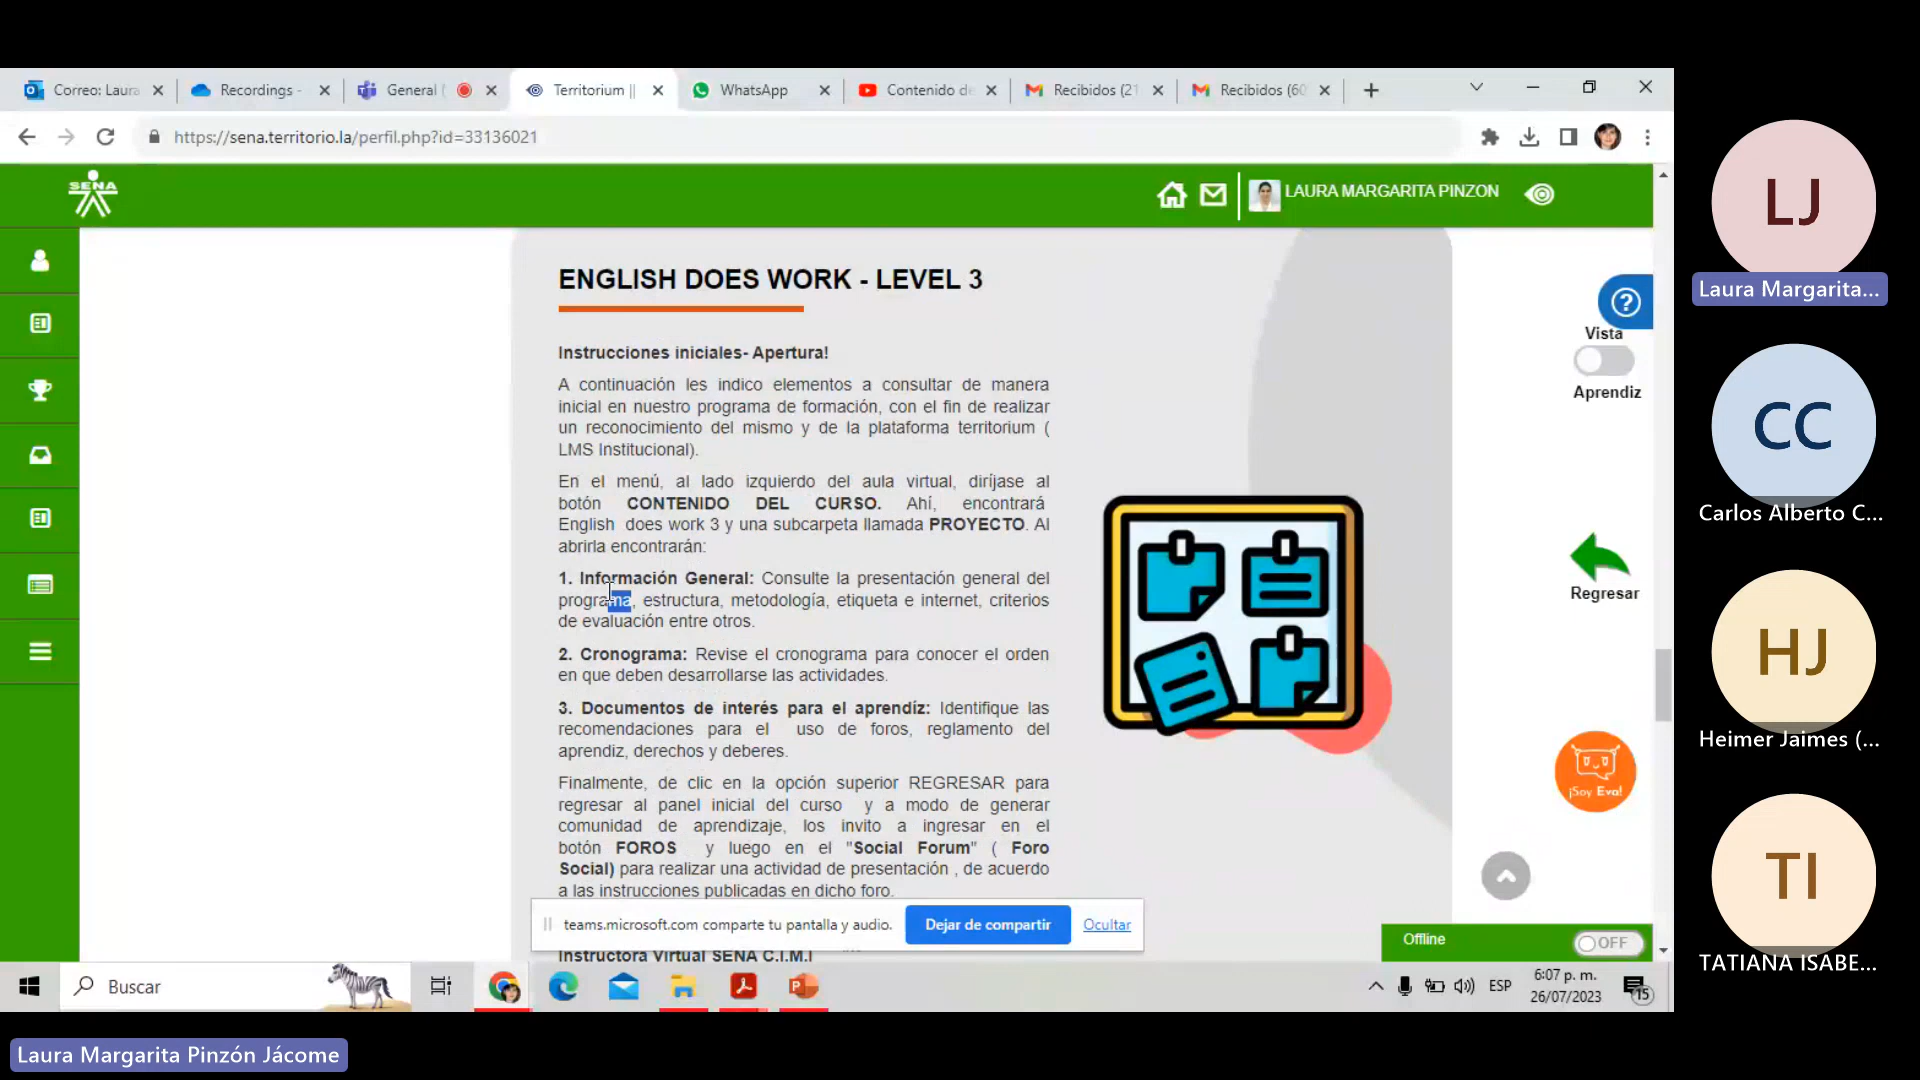 Correo: Laura
Recordings -
General (
Territorium ||
WhatsApp
Contenido de
Recibidos (21
Recibidos (60
https://sena.territorio.la/perfil.php?id=33136021
SENA
LAURA MARGARITA PINZON
ENGLISH DOES WORK - LEVEL 3
Instrucciones iniciales- Apertura!
A continuación les indico elementos a consultar de manera
inicial en nuestro programa de formación, con el fin de realizar
un reconocimiento del mismo y de la plataforma territorium (
LMS Institucional).
En el menú, al lado izquierdo del aula virtual, diríjase al
botón CONTENIDO DEL CURSO. Ahí, encontrará
English does work 3 y una subcarpeta llamada PROYECTO. Al
abrirla encontrarán:
1. Información General: Consulte la presentación general del
programa, estructura, metodología, etiqueta e internet, criterios
de evaluación entre otros.
2. Cronograma: Revise el cronograma para conocer el orden
en que deben desarrollarse las actividades.
3. Documentos de interés para el aprendíz: Identifique las
recomendaciones para el uso de foros, reglamento del
aprendiz, derechos y deberes.
Finalmente, de clic en la opción superior REGRESAR para
regresar al panel inicial del curso y a modo de generar
comunidad de aprendizaje, los invito a ingresar en el
botón FOROS y luego en el "Social Forum" ( Foro
Social) para realizar una actividad de presentación , de acuerdo
a las instrucciones publicadas en dicho foro.
Instructora Virtual SENA C.I.M.I
Vista
Aprendiz
Regresar
¡Soy Eva!
teams.microsoft.com comparte tu pantalla y audio.
Dejar de compartir
Ocultar
Offline
OFF
Buscar
ESP
6:07 p. m.
26/07/2023
15
LJ
Laura Margarita...
CC
Carlos Alberto C...
HJ
Heimer Jaimes (...
TI
TATIANA ISABE...
Laura Margarita Pinzón Jácome